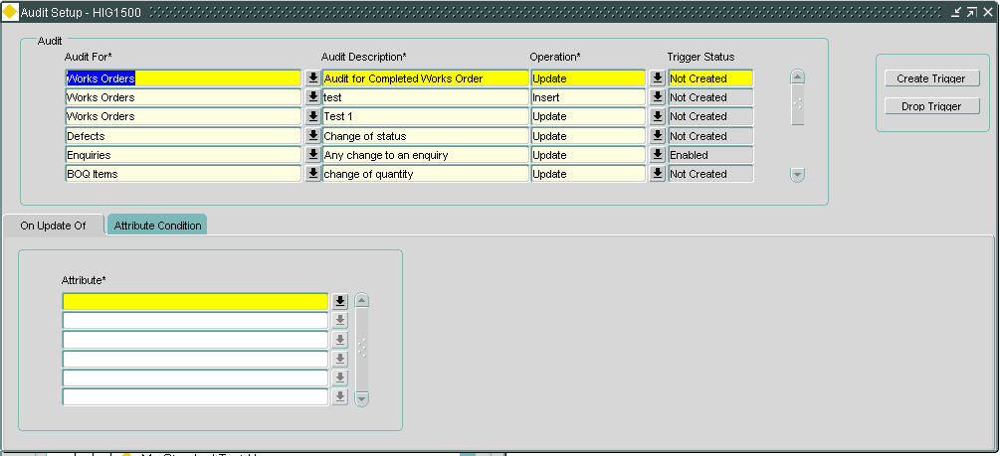 Audit Setup - HIG1500
Audit
Audit For* Audit Description* Operation* Trigger Status
Works Orders Audit for Completed Works Order Update Not Created
Works Orders test Insert Not Created
Works Orders Test 1 Update Not Created
Defects Change of status Update Not Created
Enquiries Any change to an enquiry Update Enabled
BOQ Items change of quantity Update Not Created
Create Trigger
Drop Trigger
On Update Of Attribute Condition
Attribute*